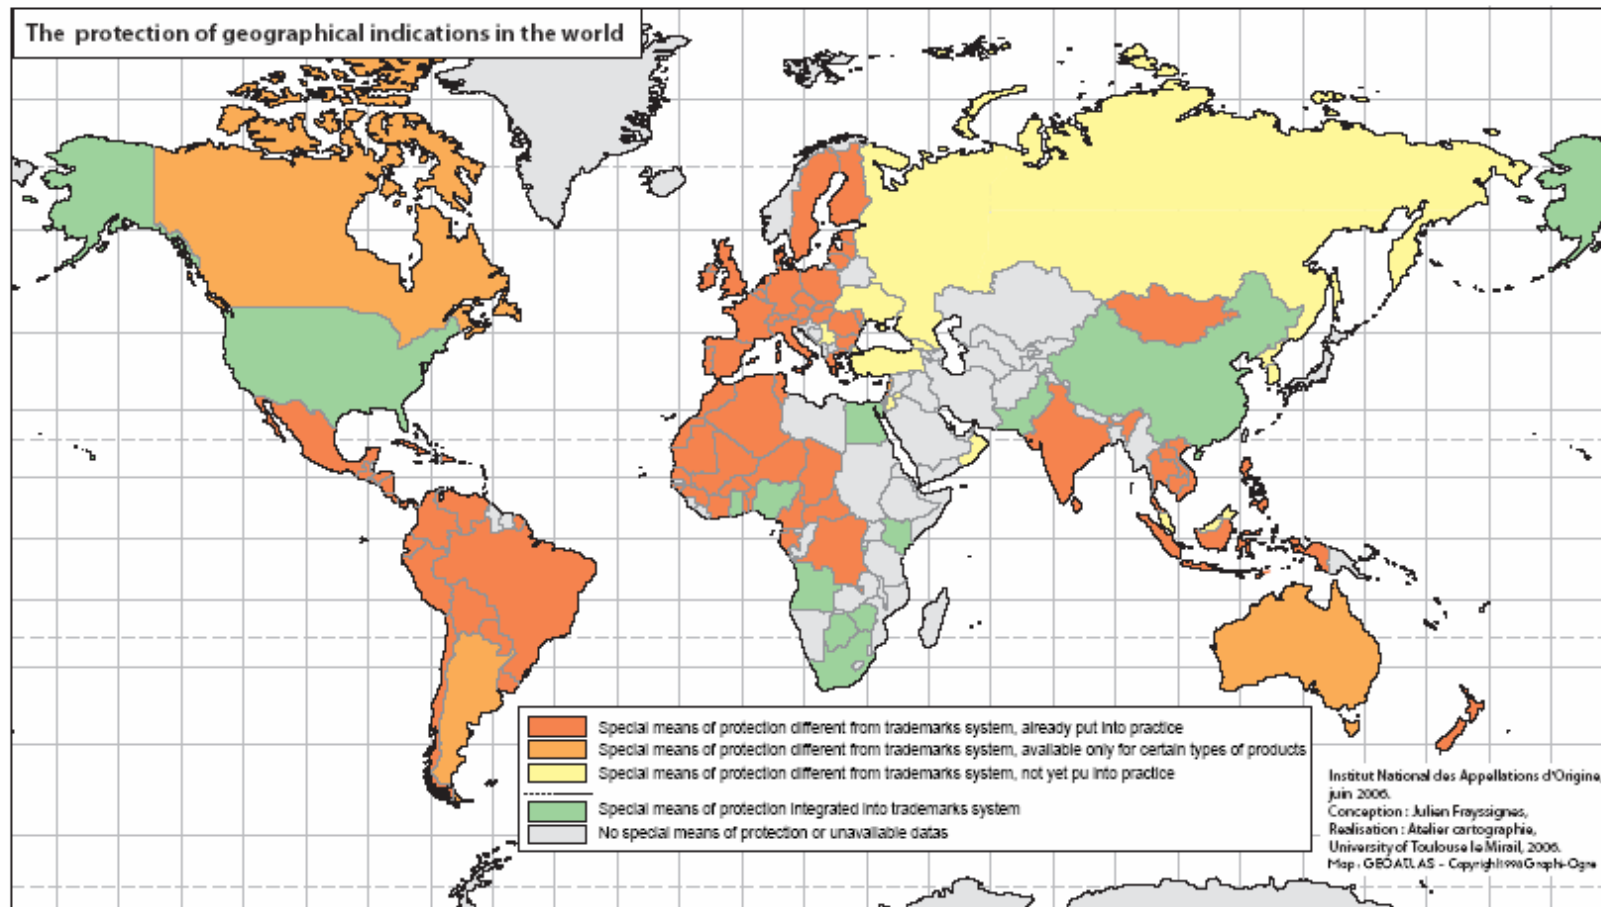 The protection of geographical indications in the world
Special means of protection different from trademarks system, already put into practice
Special means of protection different from trademarks system, available only for certain types of products
Special means of protection different from trademarks system, not yet pu into practice
Special means of protection integrated into trademarks system
No special means of protection or unavailable datas
Institut National des Appellations d'Origine,
juin 2006.
Conception : Julien Frayssignes,
Realisation : Atelier cartographie,
University of Toulouse le Mirail, 2006.
Map : GEOATLAS - Copyright1998 Graphi-Ogre